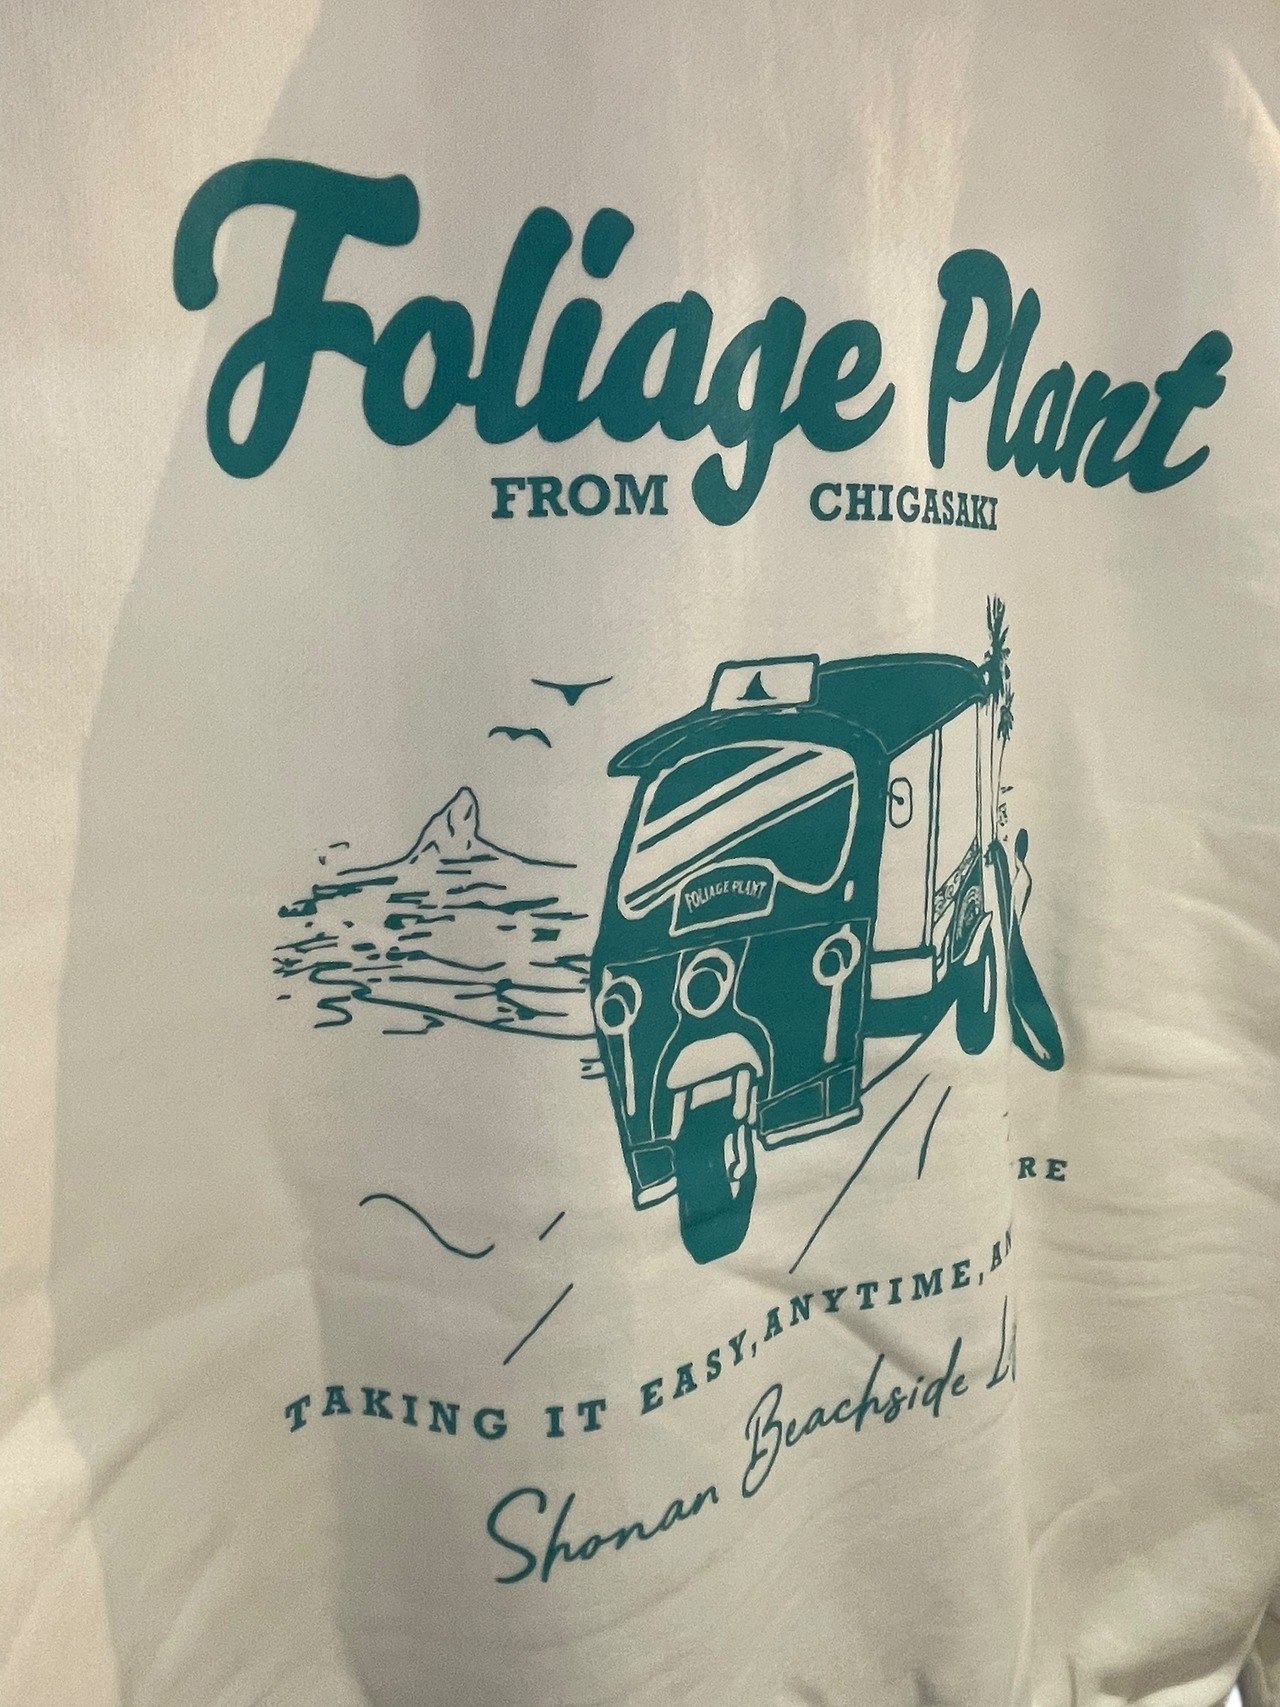 Foliage Plant
FROM CHIGASAKI
FOLIAGE PLANT
TAKING IT EASY, ANYTIME,
Shonan Beachside